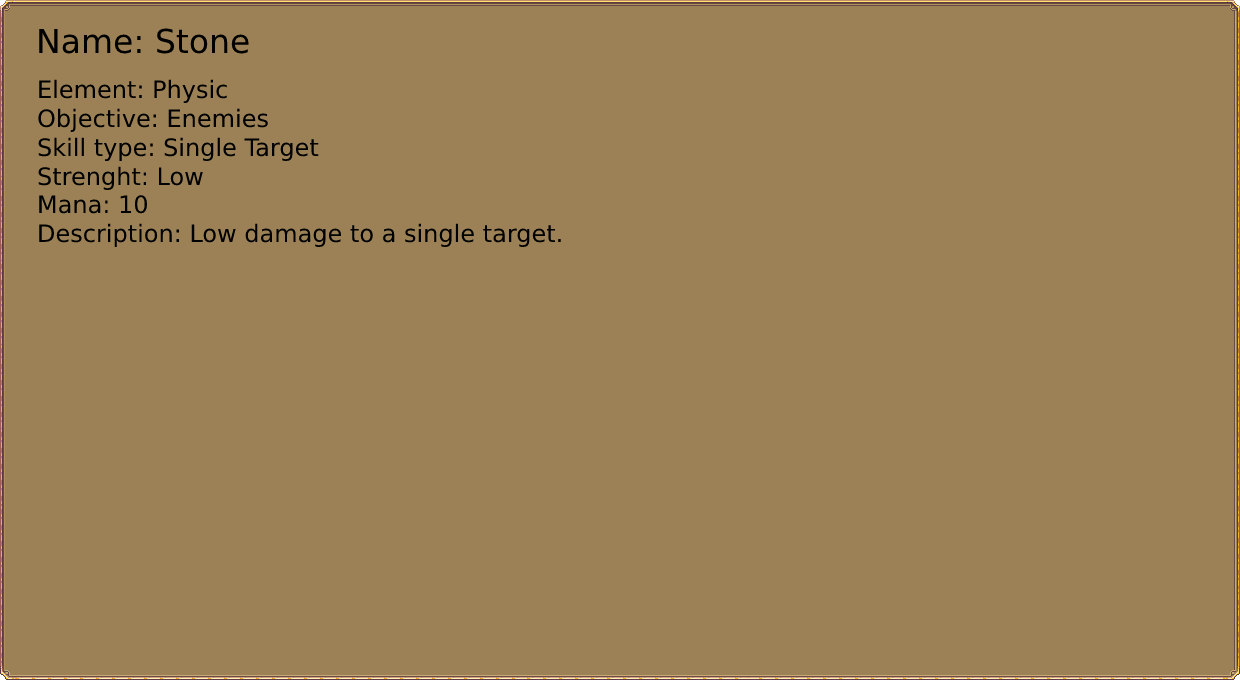 Name: Stone
Element: Physic
Objective: Enemies
Skill type: Single Target
Strenght: Low
Mana: 10
Description: Low damage to a single target.